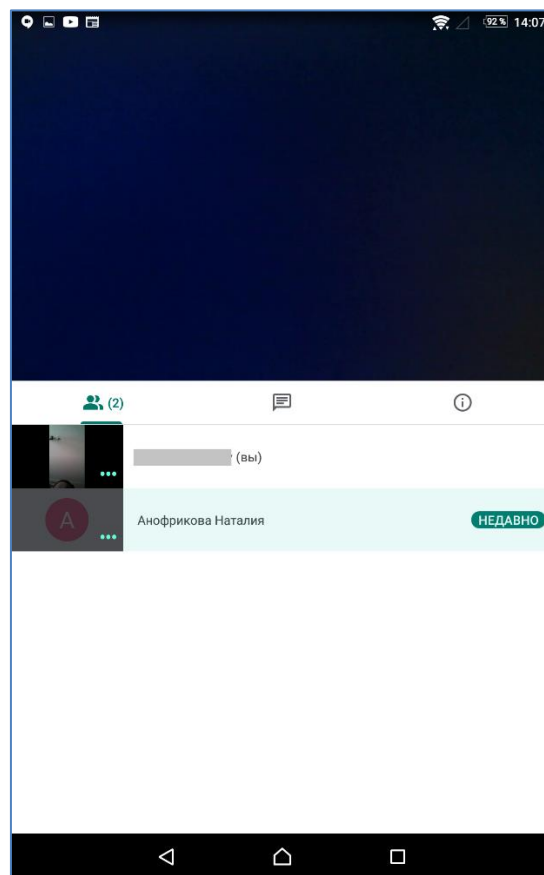 92 % 14:07
(2)
(вы)
А
Анофрикова Наталия
НЕДАВНО